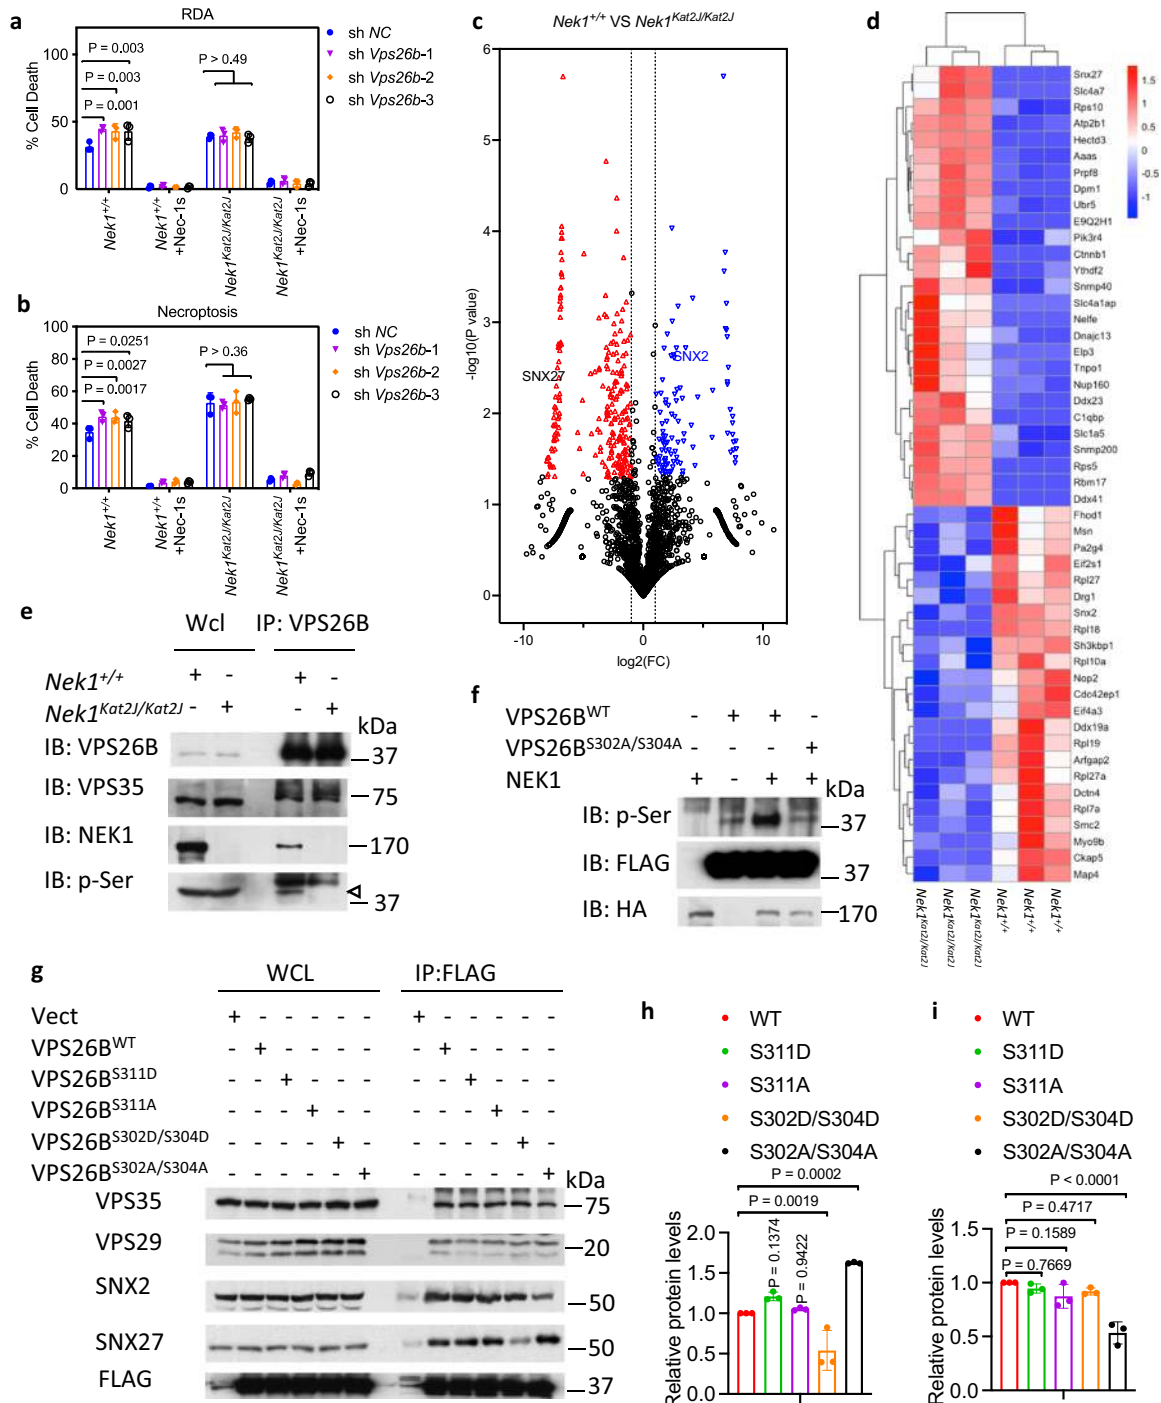 a
RDA
% Cell Death
100
50
0
P = 0.003
P = 0.003
P = 0.001
P > 0.49
sh NC
sh Vps26b-1
sh Vps26b-2
sh Vps26b-3
Nek1+/+
Nek1+/+ +Nec-1s
Nek1Kat2J/Kat2J
Nek1Kat2J/Kat2J +Nec-1s
b
Necroptosis
% Cell Death
100
80
60
40
20
0
P = 0.0251
P = 0.0027
P = 0.0017
P > 0.36
sh NC
sh Vps26b-1
sh Vps26b-2
sh Vps26b-3
Nek1+/+
Nek1+/+ +Nec-1s
Nek1Kat2J/Kat2J
Nek1Kat2J/Kat2J +Nec-1s
c
Nek1+/+ VS Nek1Kat2J/Kat2J
-log10(P value)
6
5
4
3
2
1
0
SNX27
SNX2
-10
0
10
log2(FC)
d
1.5
1
0.5
0
-0.5
-1
Snx27
Slc4a7
Rps10
Atp2b1
Hectd3
Aaas
Prpf8
Dpm1
Ubr5
E9Q2H1
Pik3r4
Ctnnb1
Ythdf2
Snrnp40
Slc4a1ap
Nelfe
Dnajc13
Elp3
Tnpo1
Nup160
Ddx23
C1qbp
Slc1a5
Snrnp200
Rps5
Rbm17
Ddx41
Fhod1
Msn
Pa2g4
Eif2s1
Rpl27
Drg1
Snx2
Rpl18
Sh3kbp1
Rpl10a
Nop2
Cdc42ep1
Eif4a3
Ddx19a
Rpl19
Arfgap2
Rpl27a
Dctn4
Rpl7a
Smc2
Myo9b
Ckap5
Map4
Nek1Kat2J/Kat2J
Nek1Kat2J/Kat2J
Nek1Kat2J/Kat2J
Nek1+/+
Nek1+/+
Nek1+/+
e
Wcl IP: VPS26B
Nek1+/+ + - + -
Nek1Kat2J/Kat2J - + - +
kDa
IB: VPS26B 37
IB: VPS35 75
IB: NEK1 170
IB: p-Ser 37
f
VPS26BWT - + + -
VPS26BS302A/S304A - - - +
NEK1 + - + +
kDa
IB: p-Ser 37
IB: FLAG 37
IB: HA 170
g
WCL IP:FLAG
Vect + - - - - - + - - - - -
VPS26BWT - + - - - - - + - - - -
VPS26BS311D - - + - - - - - + - - -
VPS26BS311A - - - + - - - - - + - -
VPS26BS302D/S304D - - - - + - - - - - + -
VPS26BS302A/S304A - - - - - + - - - - - +
kDa
VPS35 75
VPS29 20
SNX2 50
SNX27 50
FLAG 37
h
WT
S311D
S311A
S302D/S304D
S302A/S304A
P = 0.0002
P = 0.0019
P = 0.1374
P = 0.9422
Relative protein levels
2.0
1.5
1.0
0.5
0.0
i
WT
S311D
S311A
S302D/S304D
S302A/S304A
P < 0.0001
P = 0.4717
P = 0.1589
P = 0.7669
Relative protein levels
1.5
1.0
0.5
0.0